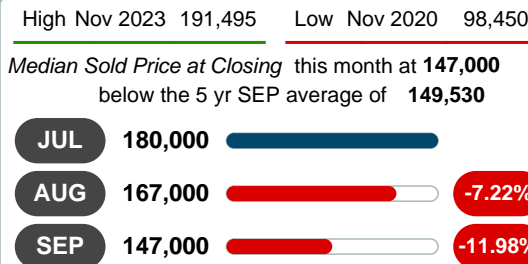 High Nov 2023 191,495 Low Nov 2020 98,450
Median Sold Price at Closing this month at 147,000
below the 5 yr SEP average of 149,530
JUL 180,000
AUG 167,000 -7.22%
SEP 147,000 -11.98%